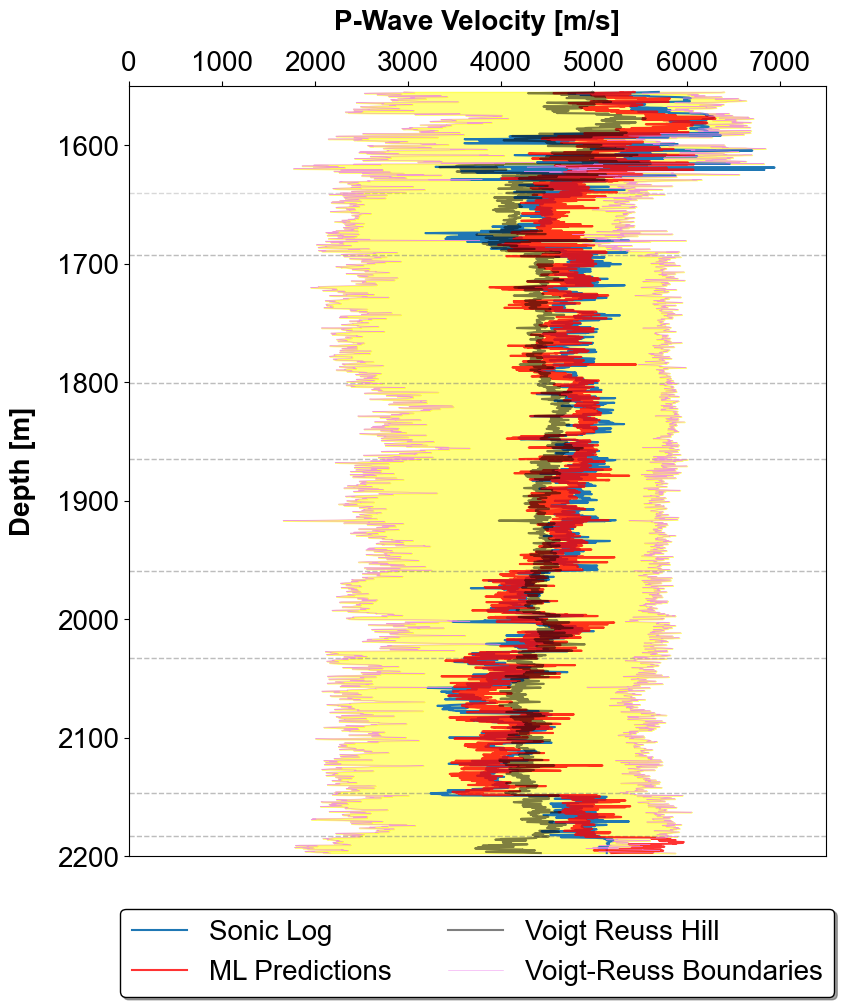 P-Wave Velocity [m/s]
0 1000 2000 3000 4000 5000 6000 7000
Depth [m]
1600
1700
1800
1900
2000
2100
2200
Sonic Log
ML Predictions
Voigt Reuss Hill
Voigt-Reuss Boundaries